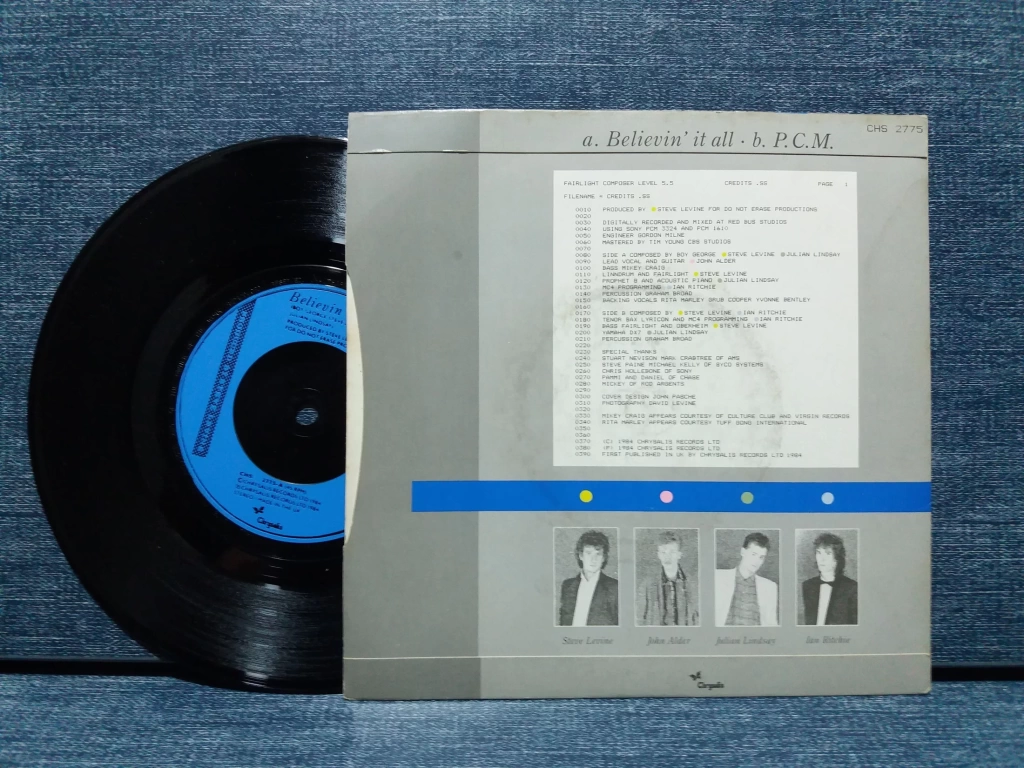 CHS 2775
a. Believin' it all · b. P.C.M.
FAIRLIGHT COMPOSER LEVEL 5.5 CREDITS .SS PAGE 1
FILENAME > CREDITS .SS
0010 PRODUCED BY STEVE LEVINE FOR DO NOT ERASE PRODUCTIONS
0020
0030 DIGITALLY RECORDED AND MIXED AT RED BUS STUDIOS
0040 USING SONY PCM 3324 AND PCM 1610
0050 ENGINEER GORDON MILNE
0060 MASTERED BY TIM YOUNG CBS STUDIOS
0070
0080 SIDE A COMPOSED BY BOY GEORGE STEVE LEVINE JULIAN LINDSAY
0090 LEAD VOCAL AND GUITAR JOHN ALDER
0100 BASS MIKEY CRAIG
0110 LINNDRUM AND FAIRLIGHT STEVE LEVINE
0120 PROPHET 5 AND ACOUSTIC PIANO JULIAN LINDSAY
0130 MC4 PROGRAMMING IAN RITCHIE
0140 PERCUSSION GRAHAM BROAD
0150 BACKING VOCALS RITA MARLEY DRUB COOPER YVONNE BENTLEY
0160
0170 SIDE B COMPOSED BY STEVE LEVINE IAN RITCHIE
0180 TENOR SAX LYRICON AND MC4 PROGRAMMING IAN RITCHIE
0190 BASS FAIRLIGHT AND OBERHEIM STEVE LEVINE
0200 YAMAHA DX7 JULIAN LINDSAY
0210 PERCUSSION GRAHAM BROAD
0220
0230 SPECIAL THANKS
0240 STUART NEVISON MARK CRABTREE OF AMS
0250 STEVE PAINE MICHAEL KELLY OF SYCO SYSTEMS
0260 CHRIS HOLLEBONE OF SONY
0270 PAMMI AND DANIEL OF CHASE
0280 MICKEY OF ROD ARGENTS
0290
0300 COVER DESIGN JOHN PASCHE
0310 PHOTOGRAPHY DAVID LEVINE
0320
0330 MIKEY CRAIG APPEARS COURTESY OF CULTURE CLUB AND VIRGIN RECORDS
0340 RITA MARLEY APPEARS COURTESY TUFF GONG INTERNATIONAL
0350
0360
0370 (C) 1984 CHRYSALIS RECORDS LTD
0380 (P) 1984 CHRYSALIS RECORDS LTD
0390 FIRST PUBLISHED IN UK BY CHRYSALIS RECORDS LTD 1984
Steve Levine John Alder Julian Lindsay Ian Ritchie
Chrysalis
Believin
PRODUCED BY STEVE
FOR DO NOT ERASE PRO
CHS 2775
Chrysalis